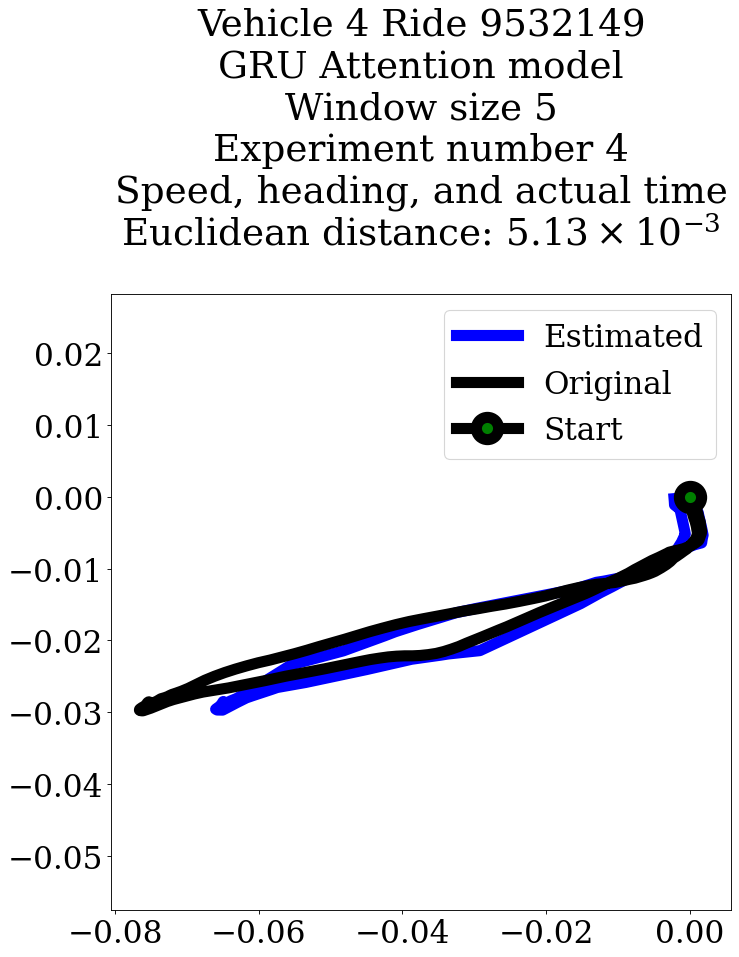 Vehicle 4 Ride 9532149
GRU Attention model
Window size 5
Experiment number 4
Speed, heading, and actual time
Euclidean distance: 5.13 × 10⁻³
Estimated
Original
Start
0.02
0.01
0.00
−0.01
−0.02
−0.03
−0.04
−0.05
−0.08
−0.06
−0.04
−0.02
0.00